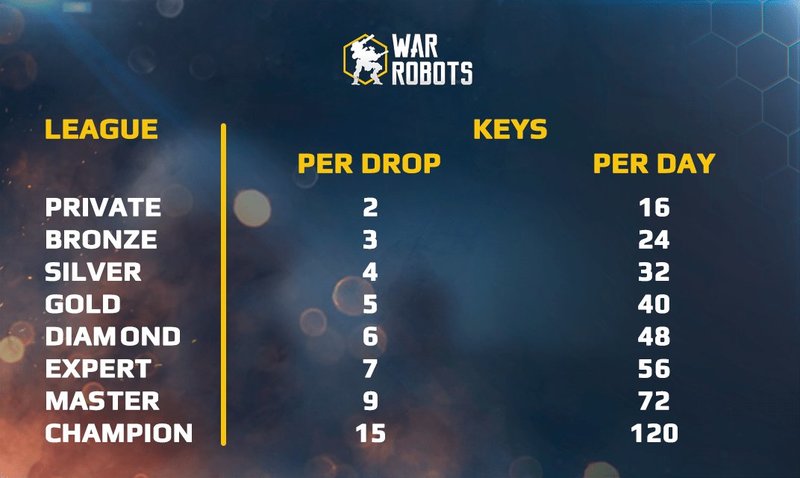 WAR
ROBOTS
LEAGUE KEYS
PER DROP PER DAY
PRIVATE 2 16
BRONZE 3 24
SILVER 4 32
GOLD 5 40
DIAMOND 6 48
EXPERT 7 56
MASTER 9 72
CHAMPION 15 120